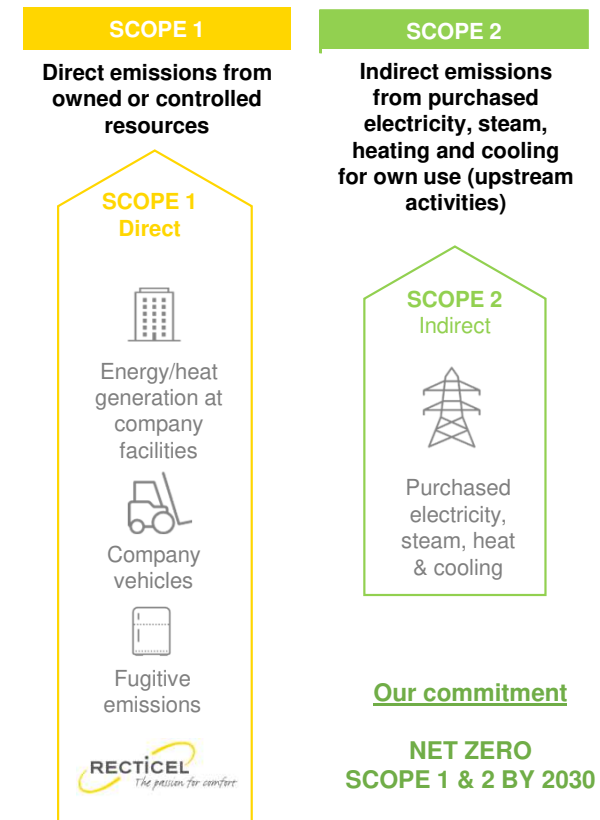 SCOPE 1
Direct emissions from
owned or controlled
resources
SCOPE 1
Direct
Energy/heat
generation at
company
facilities
Company
vehicles
Fugitive
emissions
RECTICEL
The passion for comfort
SCOPE 2
Indirect emissions
from purchased
electricity, steam,
heating and cooling
for own use (upstream
activities)
SCOPE 2
Indirect
Purchased
electricity,
steam, heat
& cooling
Our commitment
NET ZERO
SCOPE 1 & 2 BY 2030